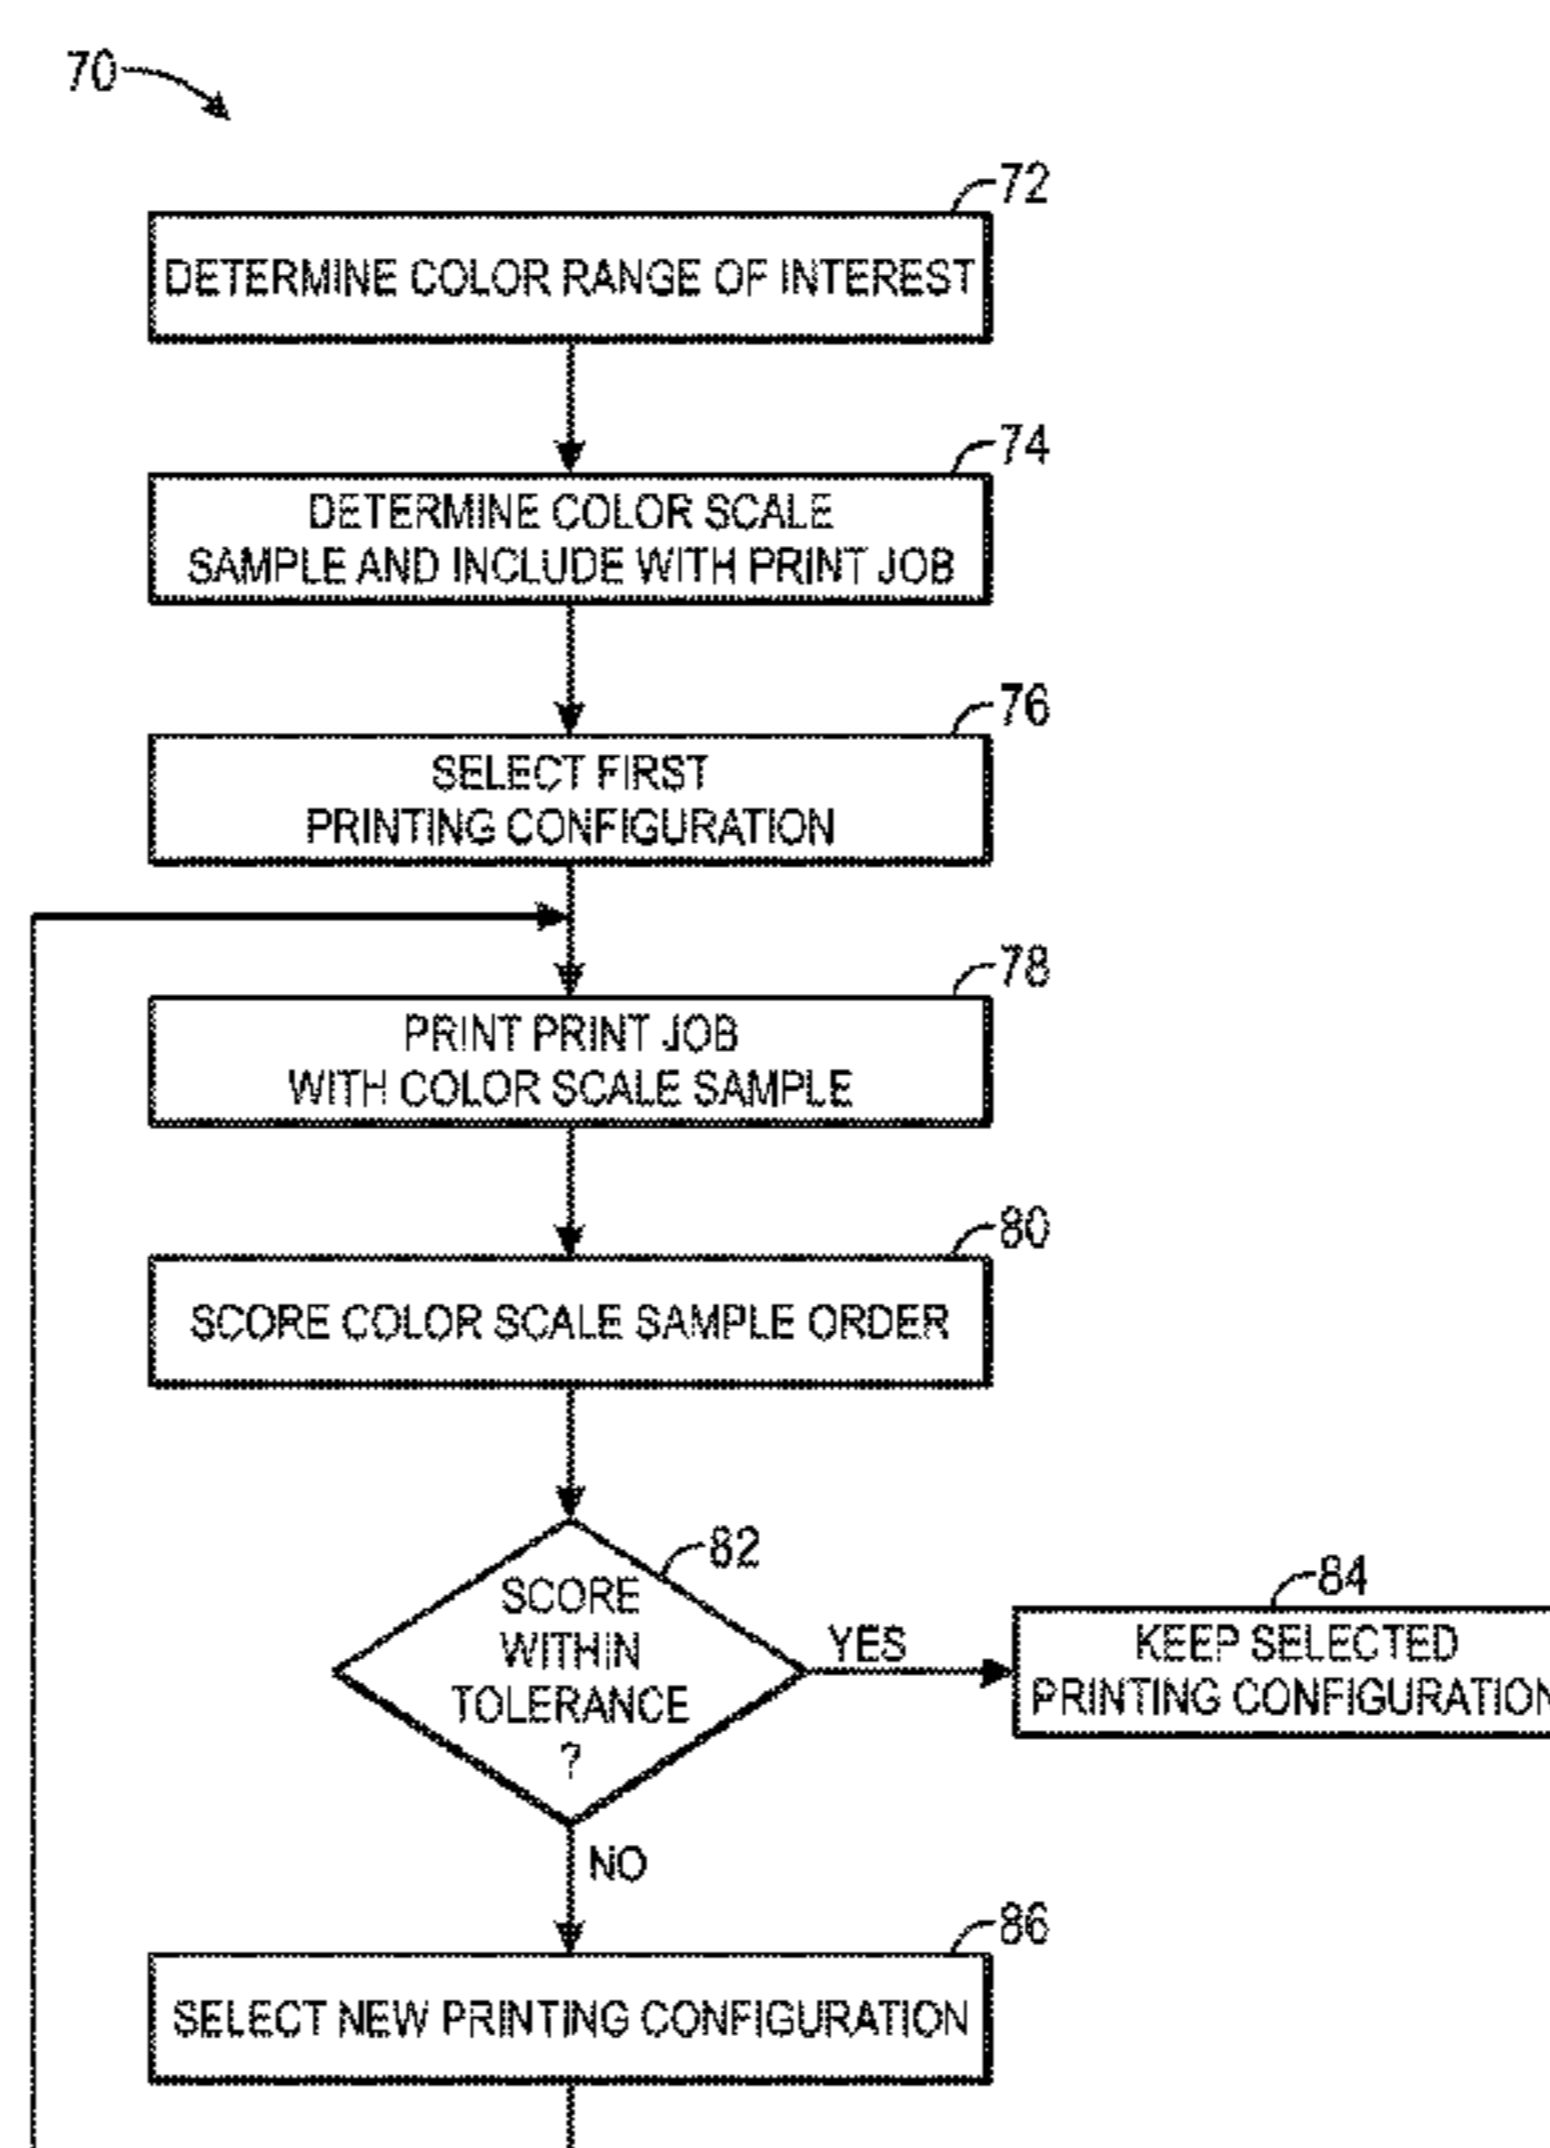 70
72
DETERMINE COLOR RANGE OF INTEREST
74
DETERMINE COLOR SCALE
SAMPLE AND INCLUDE WITH PRINT JOB
76
SELECT FIRST
PRINTING CONFIGURATION
78
PRINT PRINT JOB
WITH COLOR SCALE SAMPLE
80
SCORE COLOR SCALE SAMPLE ORDER
82
SCORE
WITHIN
TOLERANCE
?
YES
84
KEEP SELECTED
PRINTING CONFIGURATION
NO
86
SELECT NEW PRINTING CONFIGURATION